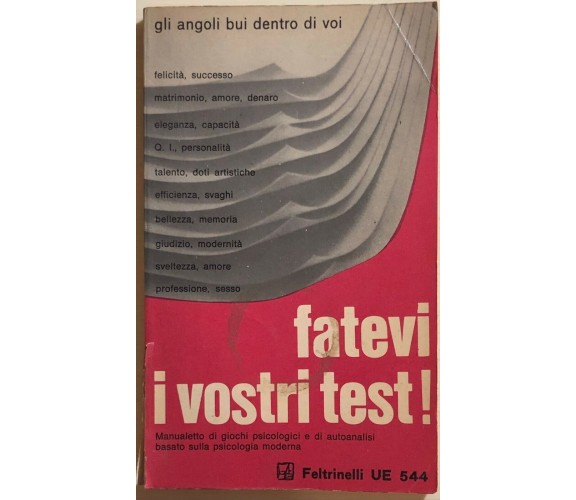 gli angoli bui dentro di voi
felicità, successo
matrimonio, amore, denaro
eleganza, capacità
Q. I., personalità
talento, doti artistiche
efficienza, svaghi
bellezza, memoria
giudizio, modernità
sveltezza, amore
professione, sesso
fatevi
i vostri test!
Manualetto di giochi psicologici e di autoanalisi
basato sulla psicologia moderna
Feltrinelli UE 544